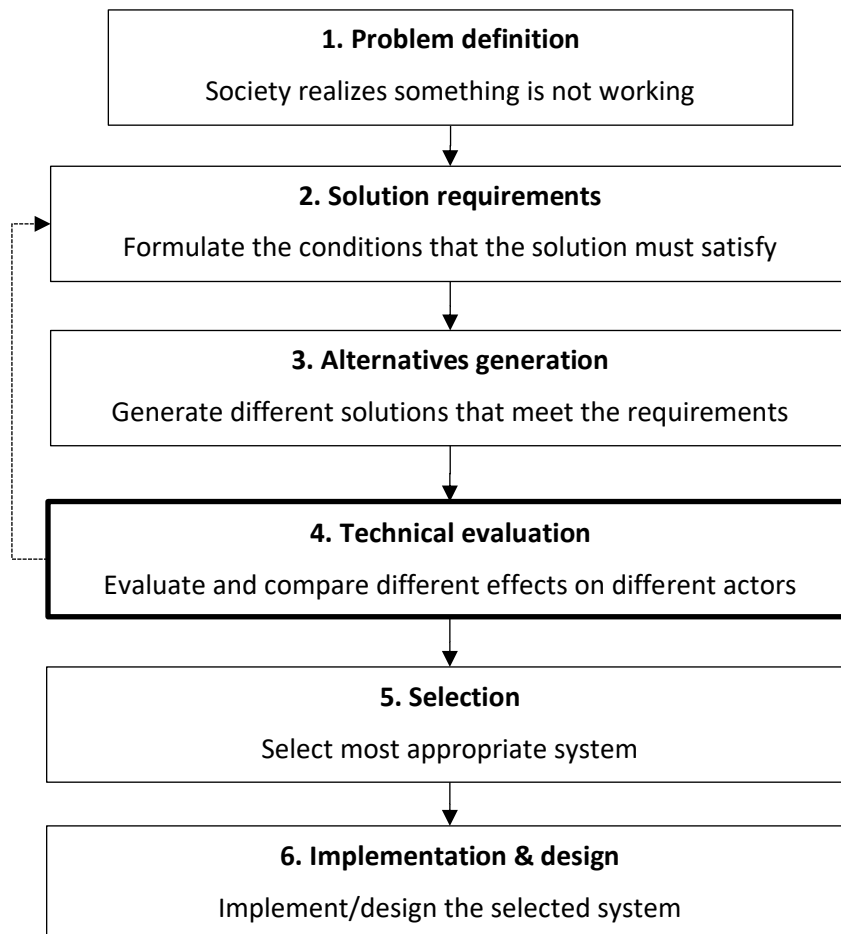 1. Problem definition
Society realizes something is not working
2. Solution requirements
Formulate the conditions that the solution must satisfy
3. Alternatives generation
Generate different solutions that meet the requirements
4. Technical evaluation
Evaluate and compare different effects on different actors
5. Selection
Select most appropriate system
6. Implementation & design
Implement/design the selected system